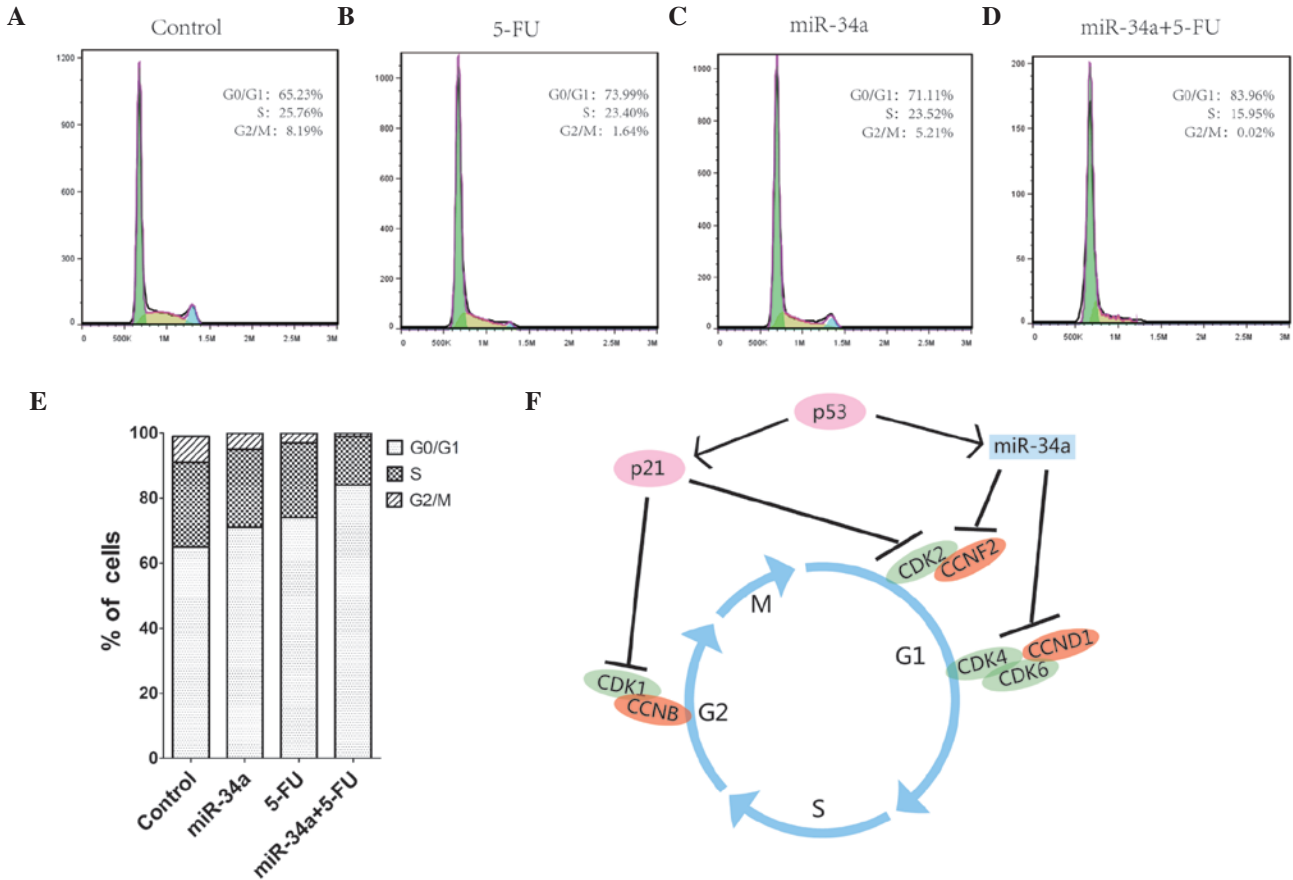 A
Control
1200
900
600
300
0
0
500K
1M
1.5M
2M
2.5M
3M
G0/G1: 65.23%
S: 25.76%
G2/M: 8.19%
B
5-FU
1000
800
600
400
200
0
0
500K
1M
1.5M
2M
2.5M
3M
G0/G1: 73.99%
S: 23.40%
G2/M: 1.64%
C
miR-34a
1000
800
600
400
200
0
0
500K
1M
1.5M
2M
2.5M
3M
G0/G1: 71.11%
S: 23.52%
G2/M: 5.21%
D
miR-34a+5-FU
200
150
100
50
0
0
500K
1M
1.5M
2M
2.5M
3M
G0/G1: 83.96%
S: 15.95%
G2/M: 0.02%
E
% of cells
100
80
60
40
20
0
Control
miR-34a
5-FU
miR-34a+5-FU
G0/G1
S
G2/M
F
p53
p21
miR-34a
CDK2
CCNF2
M
G1
CDK4
CCND1
CDK6
CDK1
CCNB
G2
S